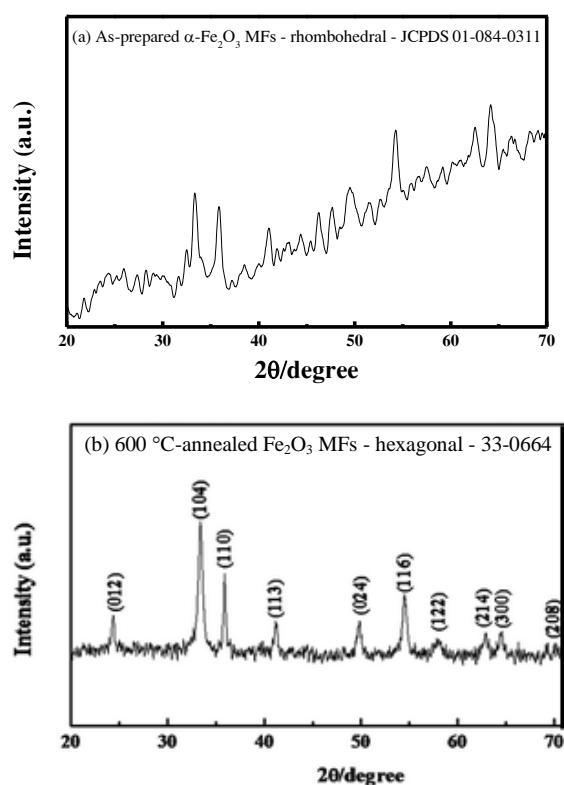 (a) As-prepared α-Fe₂O₃ MFs - rhombohedral - JCPDS 01-084-0311
Intensity (a.u.)
20 30 40 50 60 70
2θ/degree
(b) 600 °C-annealed Fe₂O₃ MFs - hexagonal - 33-0664
Intensity (a.u.)
(012) (104) (110) (113) (024) (116) (122) (214) (300) (208)
20 30 40 50 60 70
2θ/degree